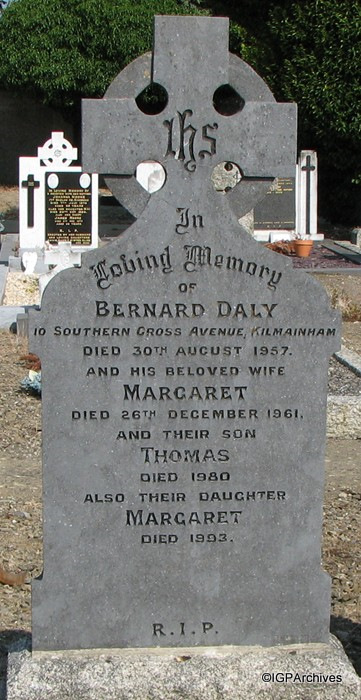 ihs
In
Loving Memory
OF
BERNARD DALY
10 SOUTHERN CROSS AVENUE, KILMAINHAM
DIED 30TH AUGUST 1957.
AND HIS BELOVED WIFE
MARGARET
DIED 26TH DECEMBER 1961,
AND THEIR SON
THOMAS
DIED 1980
ALSO THEIR DAUGHTER
MARGARET
DIED 1993.
R.I.P.
©IGPArchives